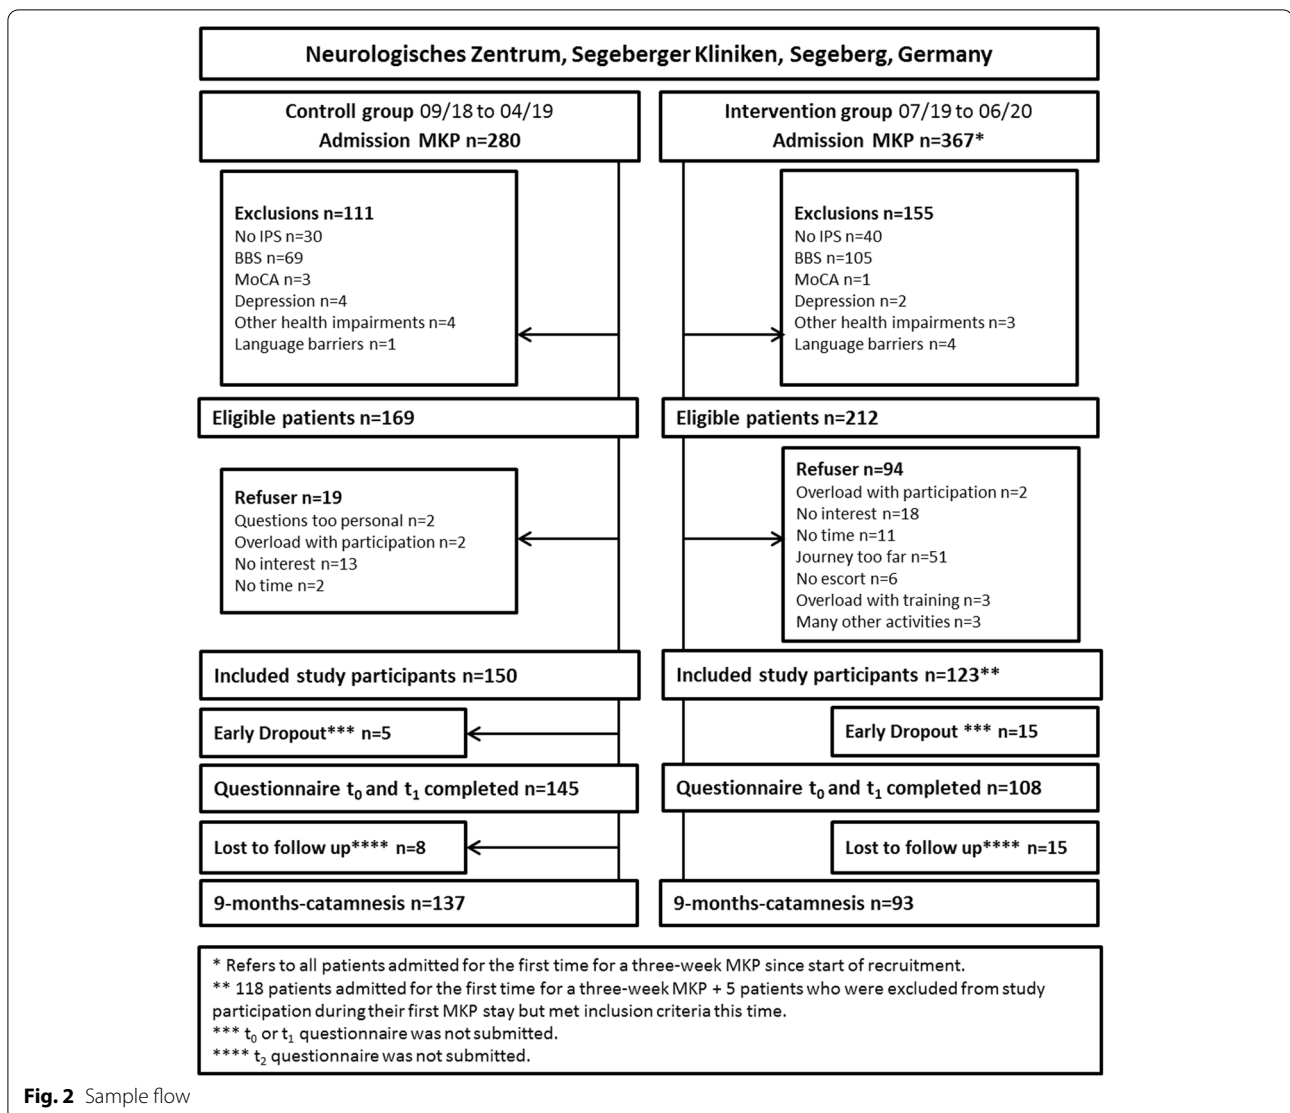 Neurologisches Zentrum, Segeberger Kliniken, Segeberg, Germany
Controll group 09/18 to 04/19
Admission MKP n=280
Exclusions n=111
No IPS n=30
BBS n=69
MoCA n=3
Depression n=4
Other health impairments n=4
Language barriers n=1
Eligible patients n=169
Refuser n=19
Questions too personal n=2
Overload with participation n=2
No interest n=13
No time n=2
Included study participants n=150
Early Dropout*** n=5
Questionnaire t0 and t1 completed n=145
Lost to follow up**** n=8
9-months-catamnesis n=137
Intervention group 07/19 to 06/20
Admission MKP n=367*
Exclusions n=155
No IPS n=40
BBS n=105
MoCA n=1
Depression n=2
Other health impairments n=3
Language barriers n=4
Eligible patients n=212
Refuser n=94
Overload with participation n=2
No interest n=18
No time n=11
Journey too far n=51
No escort n=6
Overload with training n=3
Many other activities n=3
Included study participants n=123**
Early Dropout *** n=15
Questionnaire t0 and t1 completed n=108
Lost to follow up**** n=15
9-months-catamnesis n=93
* Refers to all patients admitted for the first time for a three-week MKP since start of recruitment.
** 118 patients admitted for the first time for a three-week MKP + 5 patients who were excluded from study
participation during their first MKP stay but met inclusion criteria this time.
*** t0 or t1 questionnaire was not submitted.
**** t2 questionnaire was not submitted.
Fig. 2 Sample flow